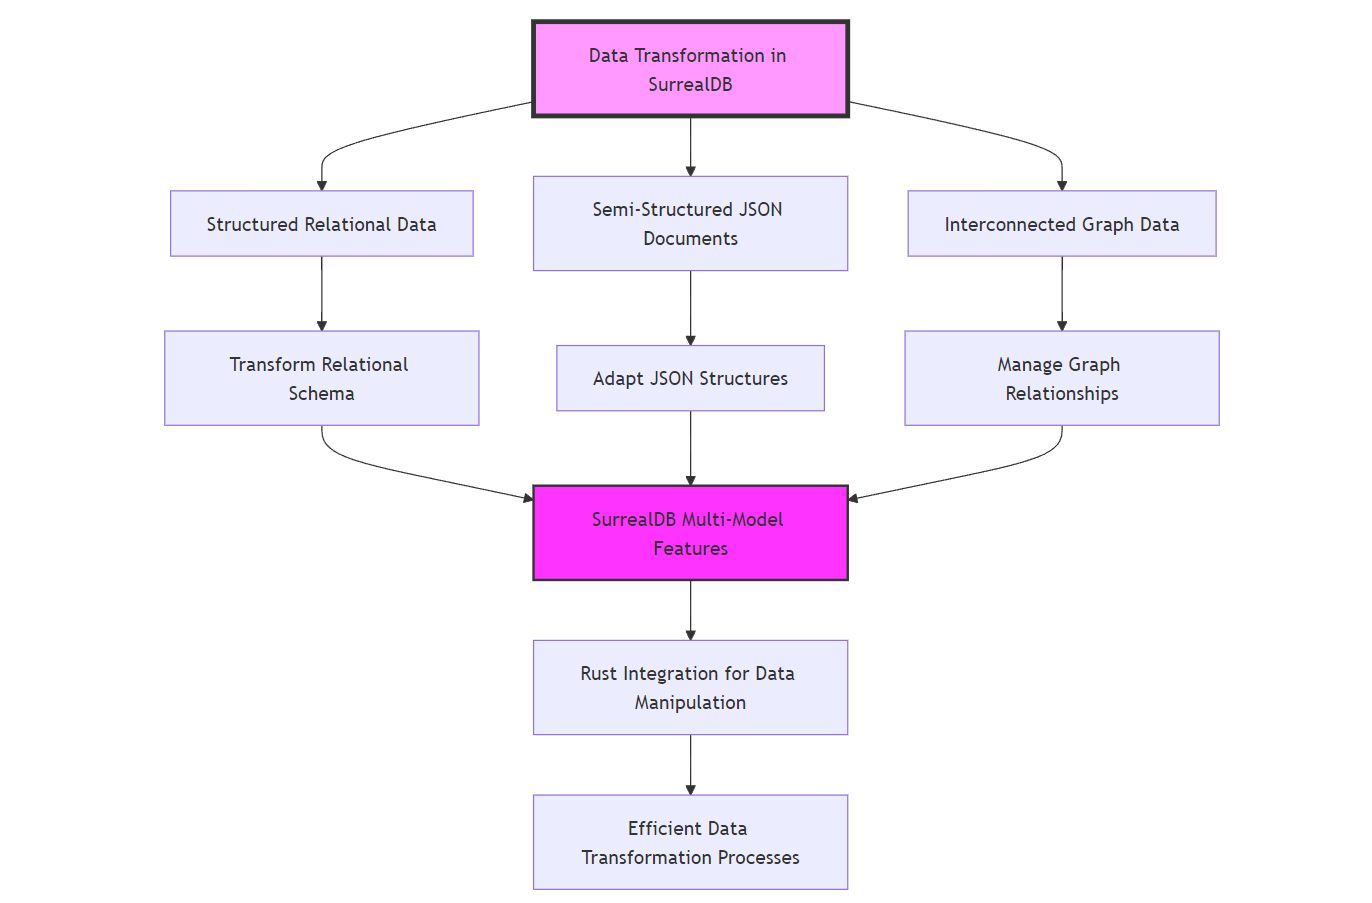 Data Transformation in
SurrealDB
Structured Relational Data
Semi-Structured JSON
Documents
Interconnected Graph Data
Transform Relational
Schema
Adapt JSON Structures
Manage Graph
Relationships
SurrealDB Multi-Model
Features
Rust Integration for Data
Manipulation
Efficient Data
Transformation Processes